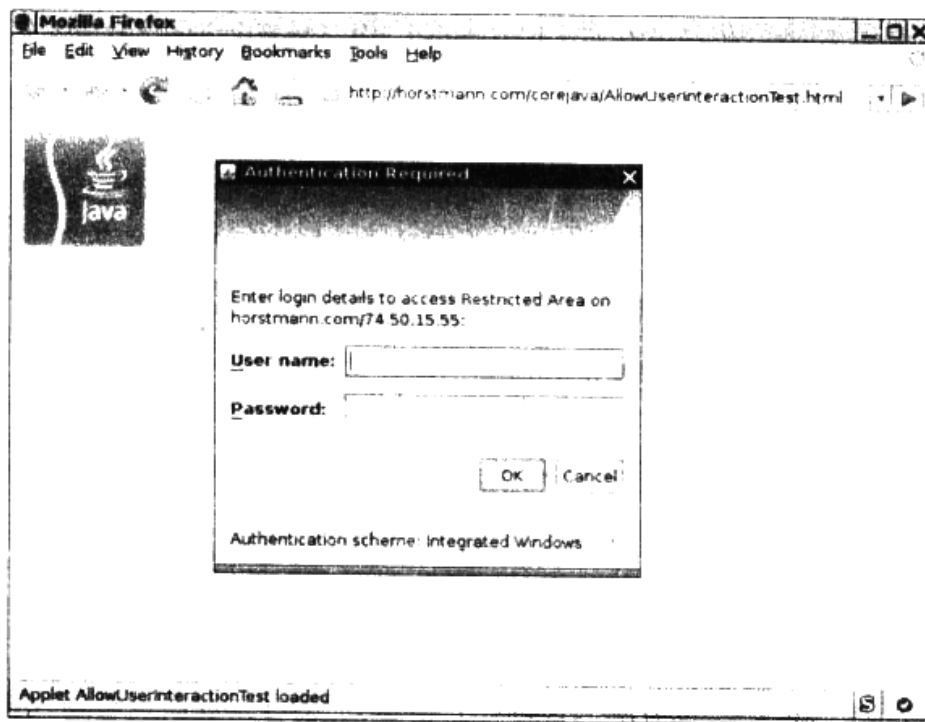 Mozilla Firefox
File Edit View History Bookmarks Tools Help
http://horstmann.com/corejava/AllowUserInteractionTest.html
Java
Authentication Required
Enter login details to access Restricted Area on
horstmann.com/74.50.15.55:
User name:
Password:
OK Cancel
Authentication scheme: Integrated Windows
Applet AllowUserInteractionTest loaded
S